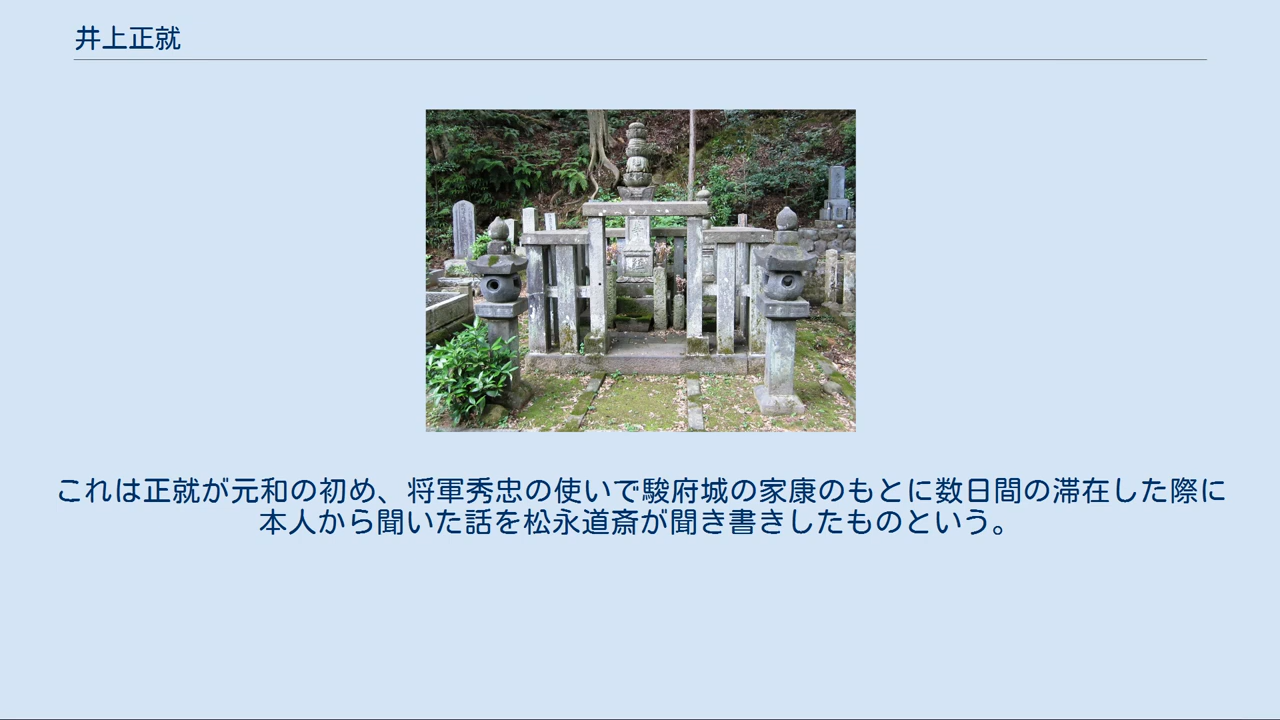 井上正就
これは正就が元和の初め、将軍秀忠の使いで駿府城の家康のもとに数日間の滞在した際に
本人から聞いた話を松永道斎が聞き書きしたものという。